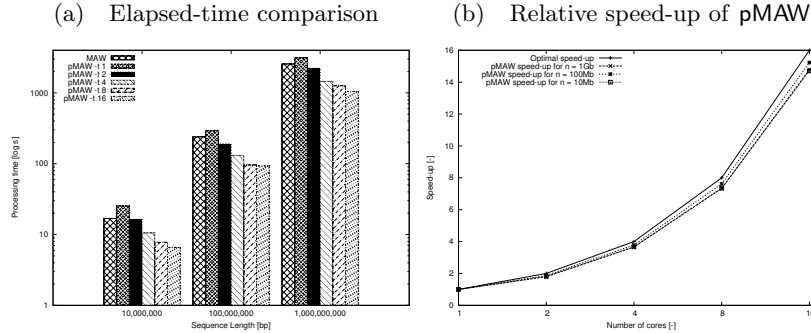 (a) Elapsed-time comparison
MAW
pMAW -t 1
pMAW -t 2
pMAW -t 4
pMAW -t 8
pMAW -t 16
1000
100
10
1
Processing time [log s]
10,000,000
100,000,000
1,000,000,000
Sequence Length [bp]
(b) Relative speed-up of pMAW
Optimal speed-up
pMAW speed-up for n = 1Gb
pMAW speed-up for n = 100Mb
pMAW speed-up for n = 10Mb
16
14
12
10
8
6
4
2
0
Speed-up [-]
1
2
4
8
Number of cores [-]